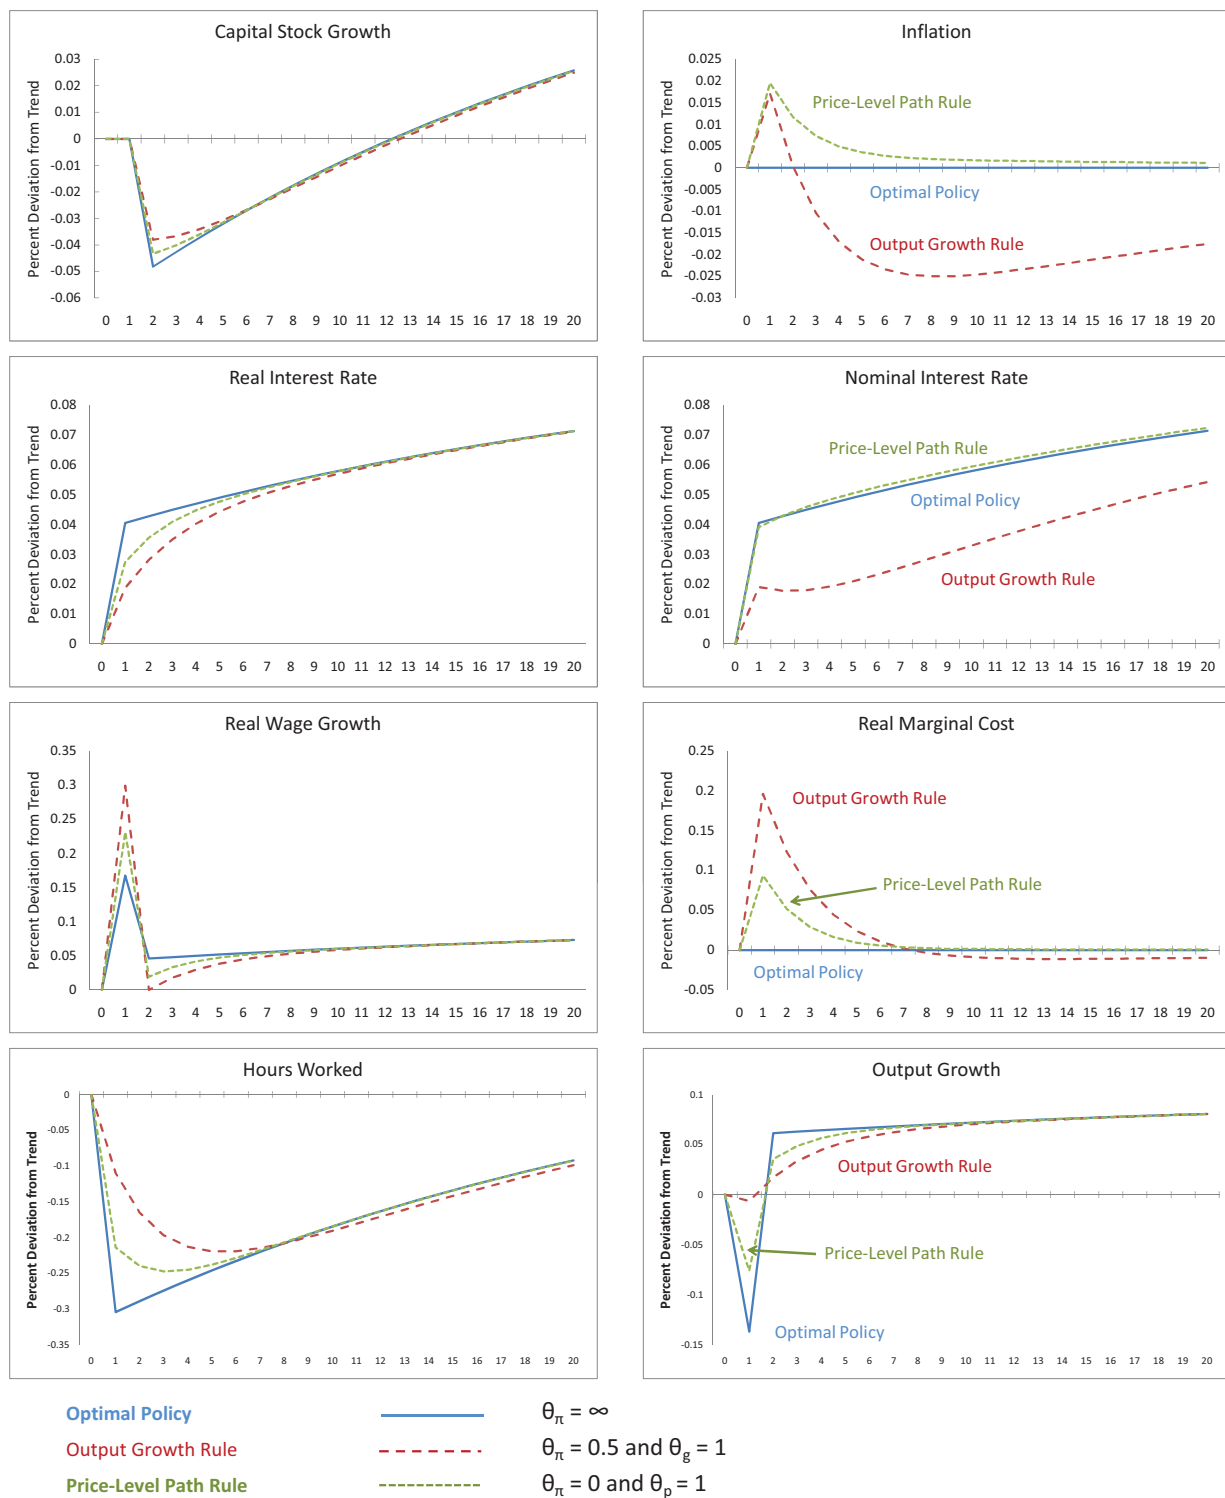 Capital Stock Growth
Percent Deviation from Trend
0.03
0.02
0.01
0
-0.01
-0.02
-0.03
-0.04
-0.05
-0.06
0 1 2 3 4 5 6 7 8 9 10 11 12 13 14 15 16 17 18 19 20
Inflation
Percent Deviation from Trend
0.025
0.02
0.015
0.01
0.005
0
-0.005
-0.01
-0.015
-0.02
-0.025
-0.03
Price-Level Path Rule
Optimal Policy
Output Growth Rule
0 1 2 3 4 5 6 7 8 9 10 11 12 13 14 15 16 17 18 19 20
Real Interest Rate
Percent Deviation from Trend
0.08
0.07
0.06
0.05
0.04
0.03
0.02
0.01
0
0 1 2 3 4 5 6 7 8 9 10 11 12 13 14 15 16 17 18 19 20
Nominal Interest Rate
Percent Deviation from Trend
0.08
0.07
0.06
0.05
0.04
0.03
0.02
0.01
0
Price-Level Path Rule
Optimal Policy
Output Growth Rule
0 1 2 3 4 5 6 7 8 9 10 11 12 13 14 15 16 17 18 19 20
Real Wage Growth
Percent Deviation from Trend
0.35
0.3
0.25
0.2
0.15
0.1
0.05
0
0 1 2 3 4 5 6 7 8 9 10 11 12 13 14 15 16 17 18 19 20
Real Marginal Cost
Percent Deviation from Trend
0.25
0.2
0.15
0.1
0.05
0
-0.05
Output Growth Rule
Price-Level Path Rule
Optimal Policy
0 1 2 3 4 5 6 7 8 9 10 11 12 13 14 15 16 17 18 19 20
Hours Worked
Percent Deviation from Trend
0
-0.05
-0.1
-0.15
-0.2
-0.25
-0.3
-0.35
0 1 2 3 4 5 6 7 8 9 10 11 12 13 14 15 16 17 18 19 20
Output Growth
Percent Deviation from Trend
0.1
0.05
0
-0.05
-0.1
-0.15
Output Growth Rule
Price-Level Path Rule
Optimal Policy
0 1 2 3 4 5 6 7 8 9 10 11 12 13 14 15 16 17 18 19 20
Optimal Policy θπ = ∞
Output Growth Rule θπ = 0.5 and θg = 1
Price-Level Path Rule θπ = 0 and θp = 1